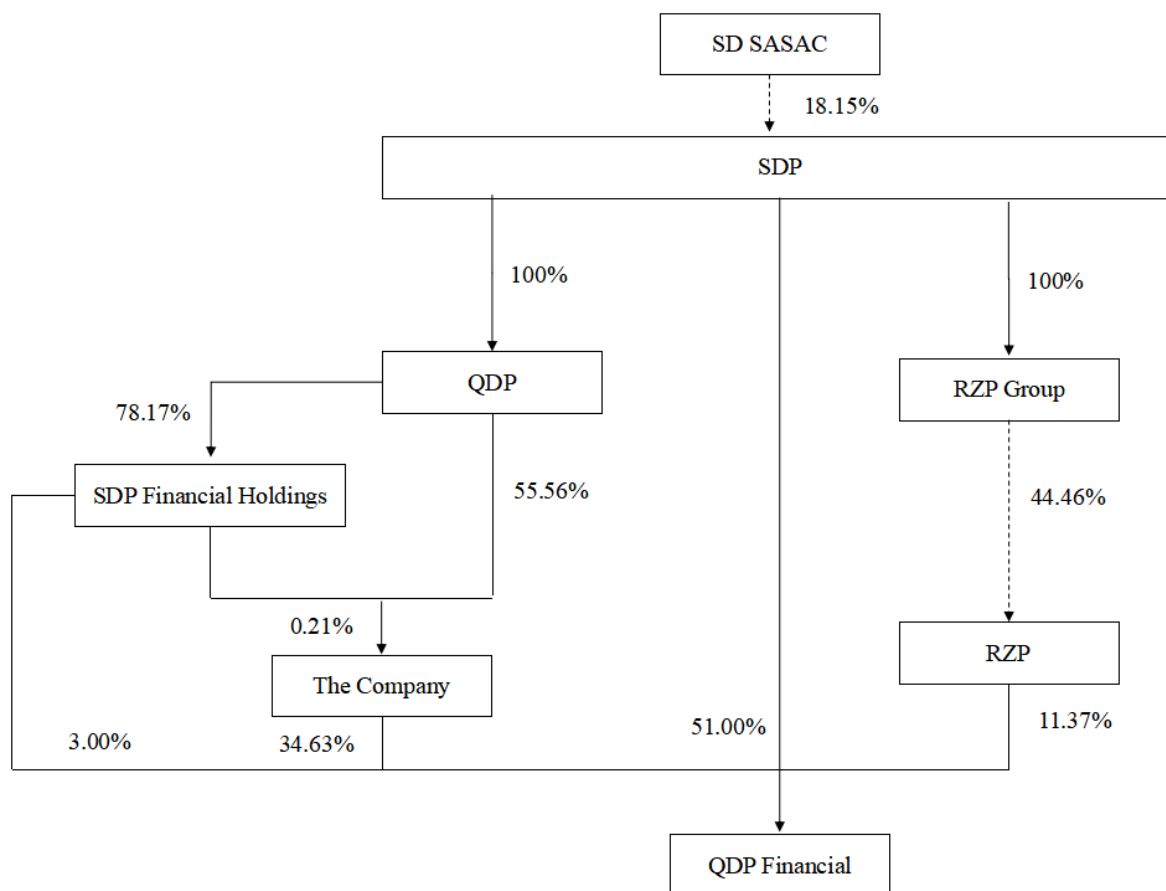 SD SASAC
18.15%
SDP
100%
100%
QDP
RZP Group
78.17%
SDP Financial Holdings
55.56%
44.46%
0.21%
RZP
The Company
3.00%
34.63%
51.00%
11.37%
QDP Financial